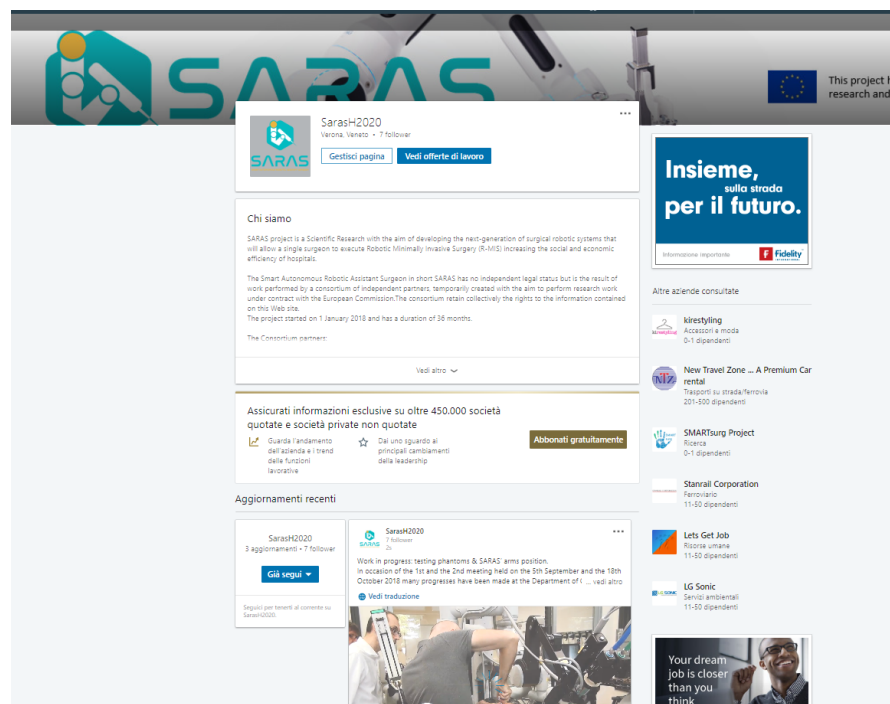 SARAS
This project h
research and
SARAS
SarasH2020
Verona, Veneto • 7 follower
Gestisci pagina
Vedi offerte di lavoro
Chi siamo
SARAS project is a Scientific Research with the aim of developing the next-generation of surgical robotic systems that
will allow a single surgeon to execute Robotic Minimally Invasive Surgery (R-MIS) increasing the social and economic
efficiency of hospitals.
The Smart Autonomous Robotic Assistant Surgeon in short SARAS has no independent legal status but is the result of
work performed by a consortium of independent partners, temporarily created with the aim to perform research work
under contract with the European Commission.The consortium retain collectively the rights to the information contained
on this Web site.
The project started on 1 January 2018 and has a duration of 36 months.
The Consortium partners:
Vedi altro
Assicurati informazioni esclusive su oltre 450.000 società
quotate e società private non quotate
Guarda l'andamento
dell'azienda e i trend
delle funzioni
lavorative
Dai uno sguardo ai
principali cambiamenti
della leadership
Abbonati gratuitamente
Aggiornamenti recenti
SarasH2020
3 aggiornamenti • 7 follower
Già segui
Seguici per tenerti al corrente su
SarasH2020.
SARAS
SarasH2020
7 follower
2s
Work in progress: testing phantoms & SARAS' arms position.
In occasion of the 1st and the 2nd meeting held on the 5th September and the 18th
October 2018 many progresses have been made at the Department of ( ... vedi altro
Vedi traduzione
Insieme,
sulla strada
per il futuro.
Informazione importante
Fidelity
INTERNATIONAL
Altre aziende consultate
kirestyling
Accessori e moda
0-1 dipendenti
NTZ
New Travel Zone ... A Premium Car
rental
Trasporti su strada/ferrovia
201-500 dipendenti
SMARTsurg Project
Ricerca
0-1 dipendenti
Stanrail Corporation
Ferroviario
11-50 dipendenti
Lets Get Job
Risorse umane
11-50 dipendenti
LG SONIC
LG Sonic
Servizi ambientali
11-50 dipendenti
Your dream
job is closer
than you
think